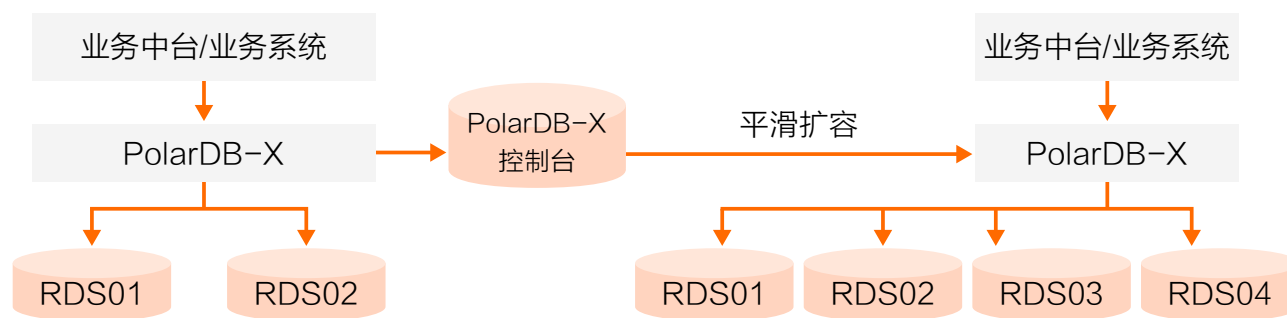 业务中台/业务系统
PolarDB-X
RDS01
RDS02
PolarDB-X
控制台
平滑扩容
业务中台/业务系统
PolarDB-X
RDS01
RDS02
RDS03
RDS04